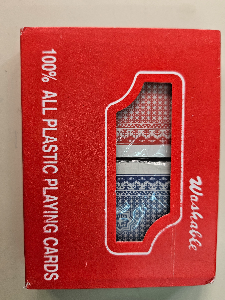 Washable
100% ALL PLASTIC PLAYING CARDS